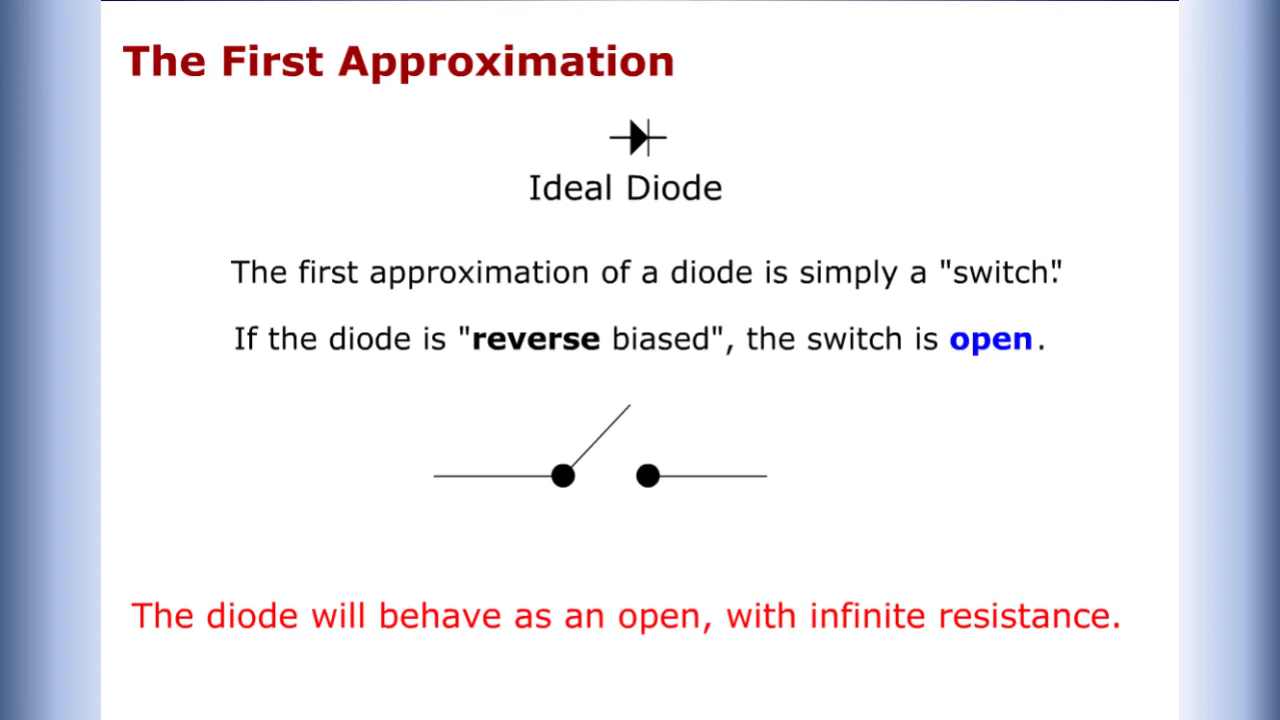 The First Approximation
Ideal Diode
The first approximation of a diode is simply a "switch."
If the diode is "reverse biased", the switch is open.
The diode will behave as an open, with infinite resistance.